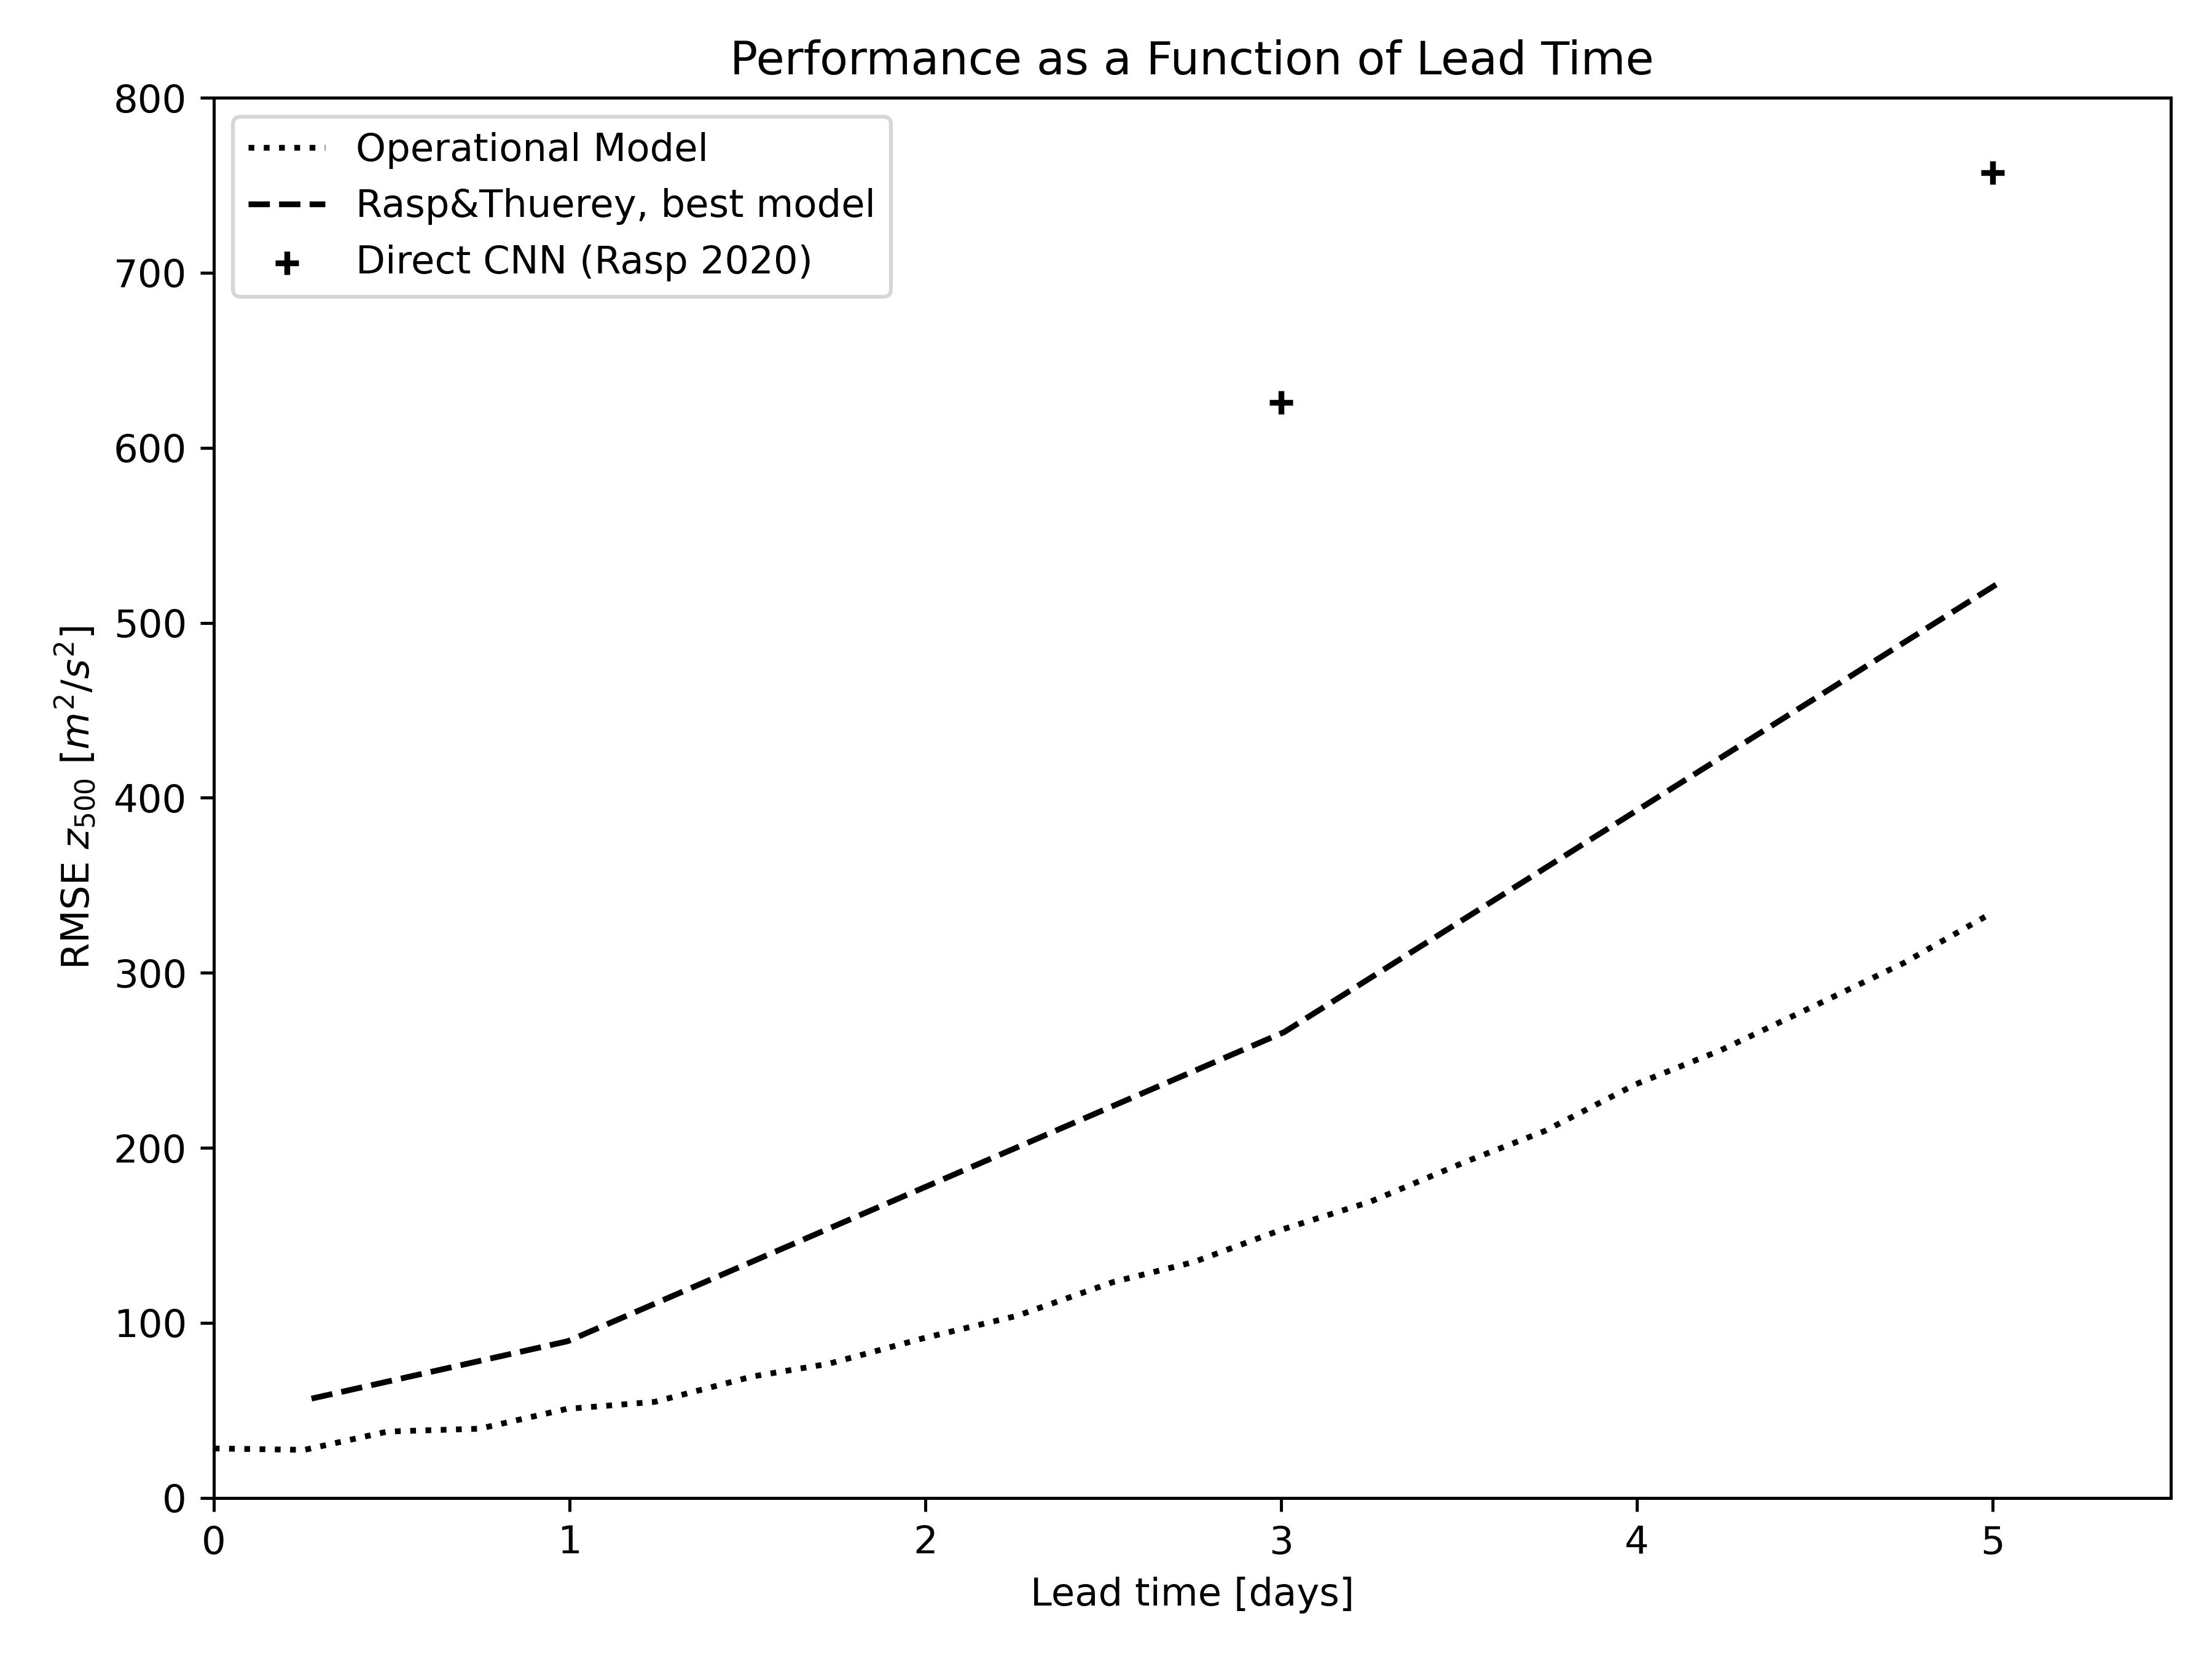 Performance as a Function of Lead Time
800
700
600
500
400
300
200
100
0
RMSE z₅₀₀ [m²/s²]
Operational Model
Rasp&Thuerey, best model
Direct CNN (Rasp 2020)
0 1 2 3 4 5
Lead time [days]